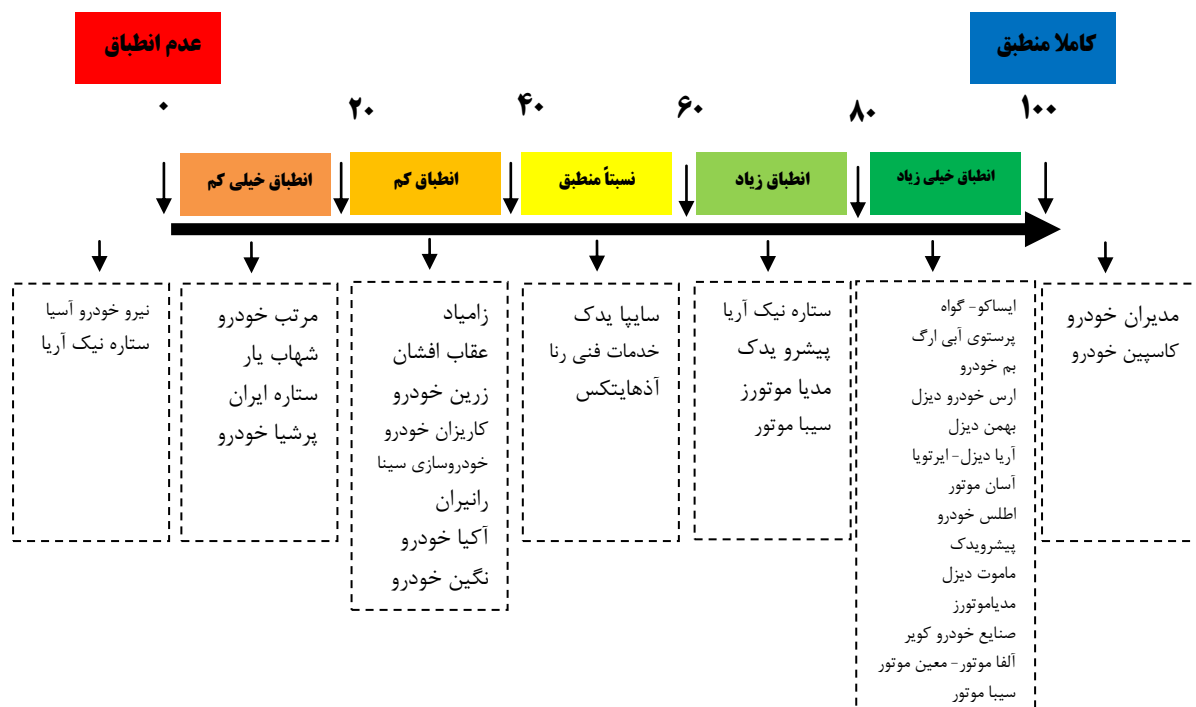 کاملا منطبق
عدم انطباق
۱۰۰
۸۰
۶۰
۴۰
۲۰
۰
انطباق خیلی زیاد
انطباق زیاد
نسبتاً منطبق
انطباق کم
انطباق خیلی کم
مدیران خودرو
کاسپین خودرو
ایساکو- گواه
پرستوی آبی ارگ
بم خودرو
ارس خودرو دیزل
بهمن دیزل
آریا دیزل- ایرتویا
آسان موتور
اطلس خودرو
پیشرویدک
ماموت دیزل
مدیاموتورز
صنایع خودرو کویر
آلفا موتور- معین موتور
سیبا موتور
ستاره نیک آریا
پیشرو یدک
مدیا موتورز
سیبا موتور
سایپا یدک
خدمات فنی رنا
آذهایتکس
زامیاد
عقاب افشان
زرین خودرو
کاریزان خودرو
خودروسازی سینا
رانیران
آکیا خودرو
نگین خودرو
مرتب خودرو
شهاب یار
ستاره ایران
پرشیا خودرو
نیرو خودرو آسیا
ستاره نیک آریا